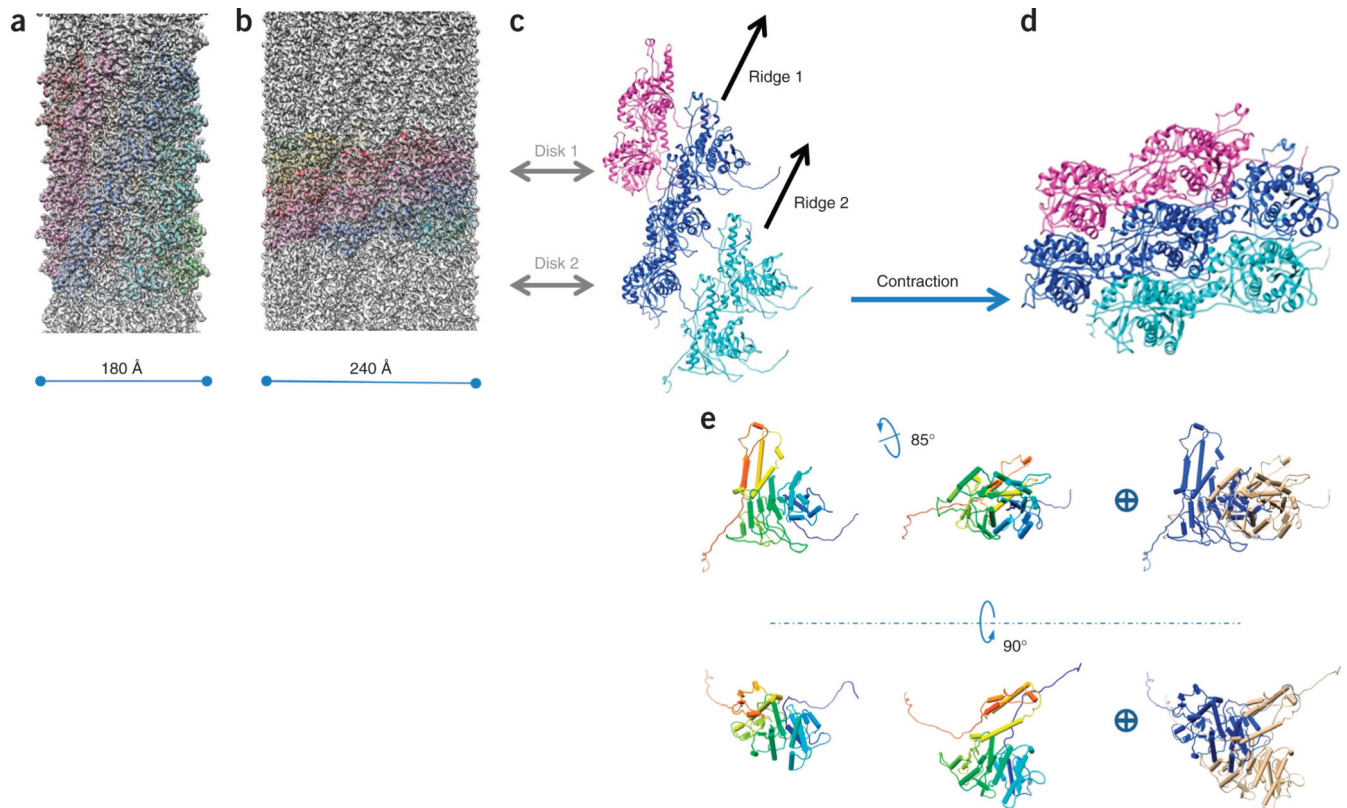 a
b
c
d
Ridge 1
Disk 1
Ridge 2
Disk 2
Contraction
180 Å
240 Å
e
85°
90°